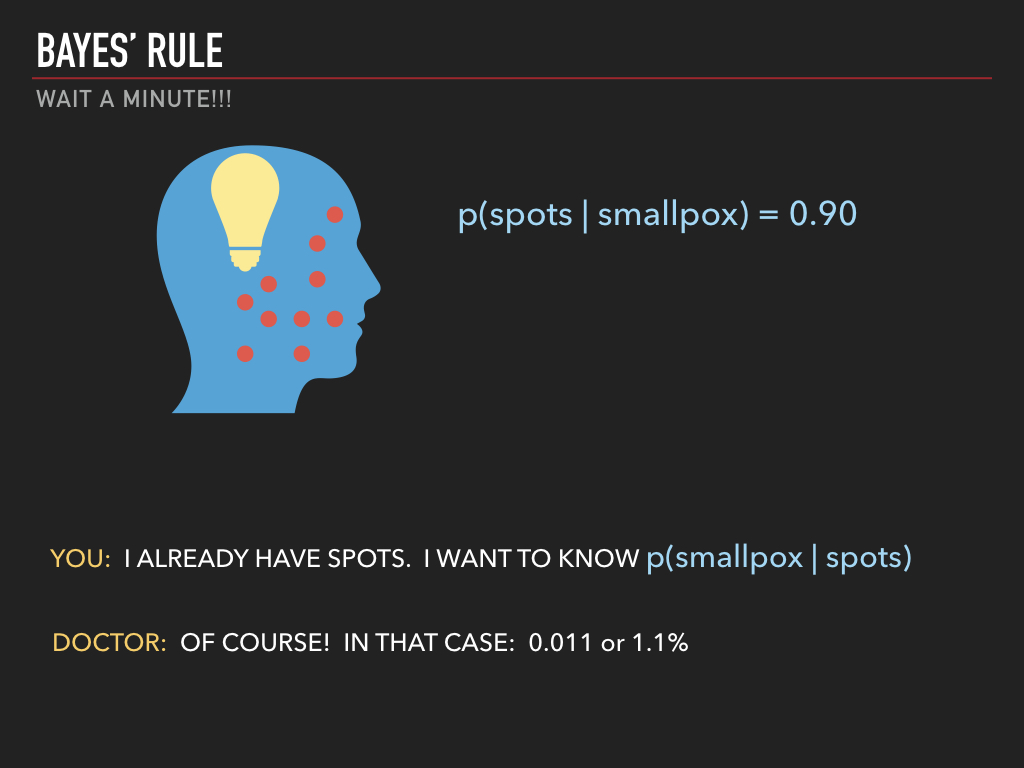 BAYES’ RULE
WAIT A MINUTE!!!
p(spots | smallpox) = 0.90
YOU: I ALREADY HAVE SPOTS. I WANT TO KNOW p(smallpox | spots)
DOCTOR: OF COURSE! IN THAT CASE: 0.011 or 1.1%